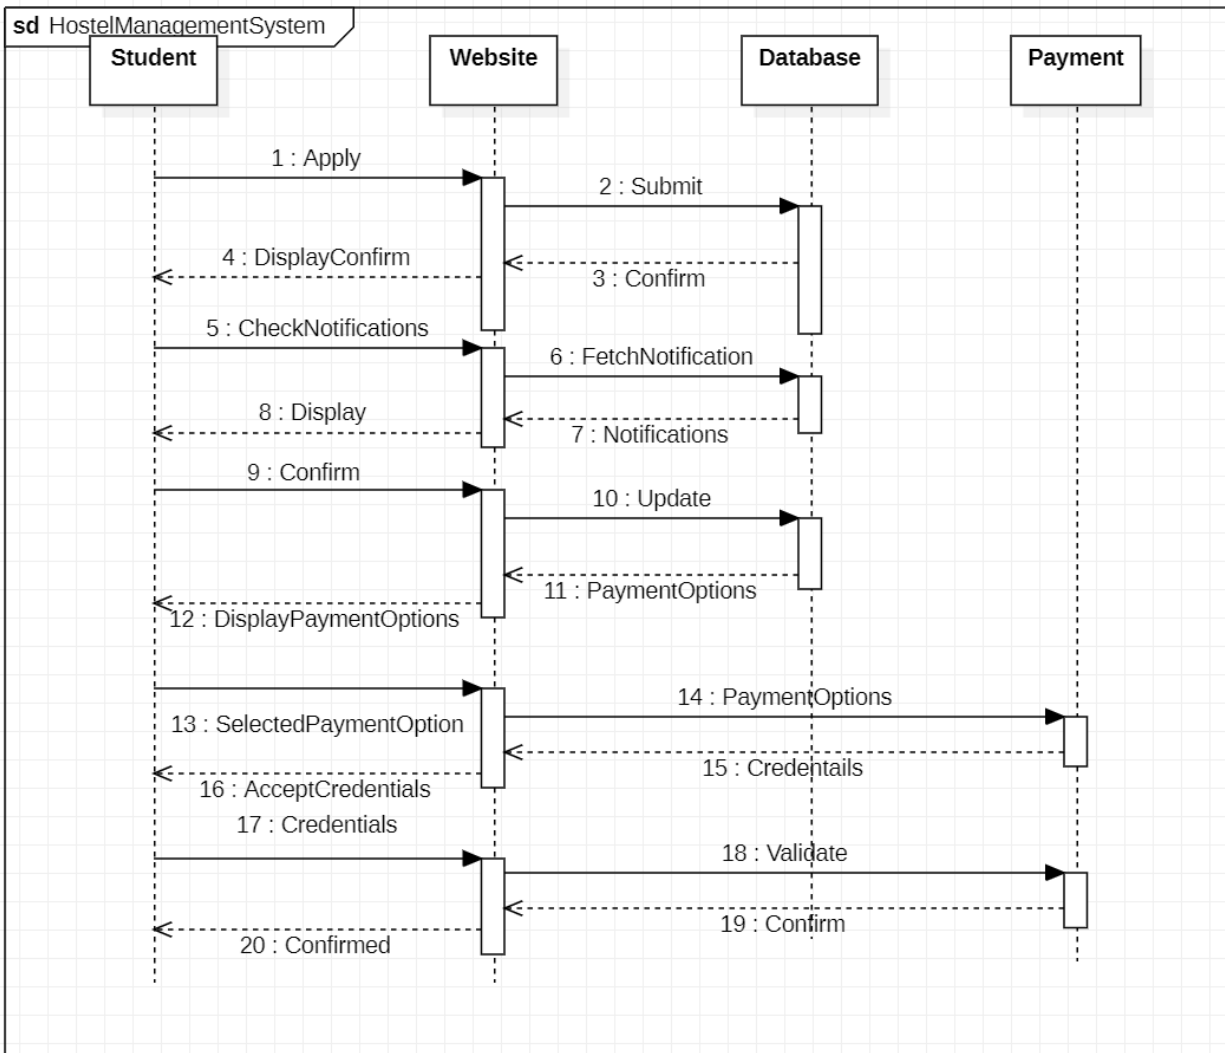 sd HostelManagementSystem
Student
Website
Database
Payment
1 : Apply
2 : Submit
4 : DisplayConfirm
3 : Confirm
5 : CheckNotifications
6 : FetchNotification
8 : Display
7 : Notifications
9 : Confirm
10 : Update
11 : PaymentOptions
12 : DisplayPaymentOptions
14 : PaymentOptions
13 : SelectedPaymentOption
15 : Credentails
16 : AcceptCredentials
17 : Credentials
18 : Validate
19 : Confirm
20 : Confirmed